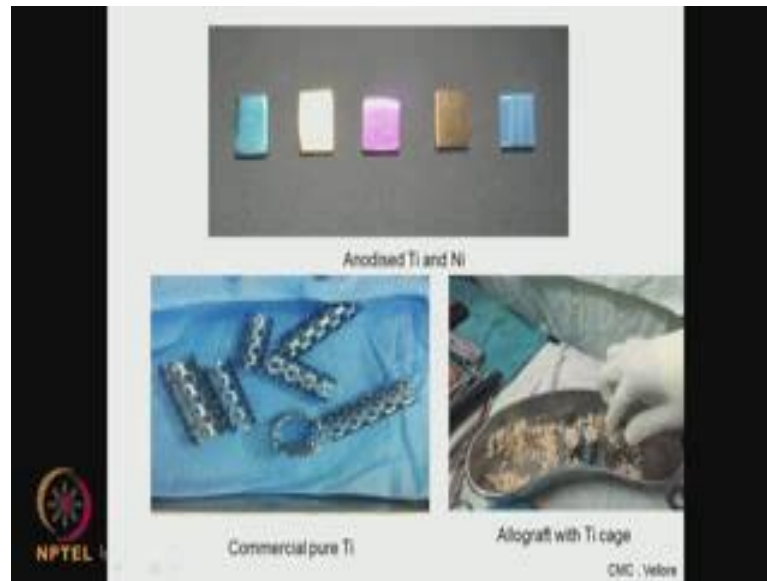 Anodised Ti and Ni
Commercial pure Ti
Allograft with Ti cage
NPTEL
CMC , Vellore